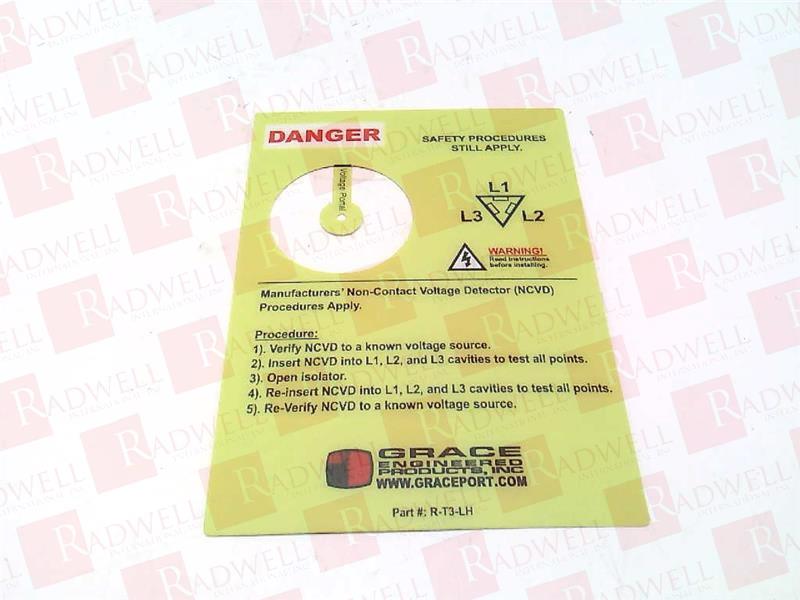 DANGER
SAFETY PROCEDURES
STILL APPLY.
Voltage Portal
L1
L3
L2
WARNING!
Read instructions
before installing.
Manufacturers' Non-Contact Voltage Detector (NCVD)
Procedures Apply.
Procedure:
1). Verify NCVD to a known voltage source.
2). Insert NCVD into L1, L2, and L3 cavities to test all points.
3). Open isolator.
4). Re-insert NCVD into L1, L2, and L3 cavities to test all points.
5). Re-Verify NCVD to a known voltage source.
GRACE
ENGINEERED
PRODUCTS, INC
WWW.GRACEPORT.COM
Part #: R-T3-LH
RADWELL
INTERNATIONAL, INC.